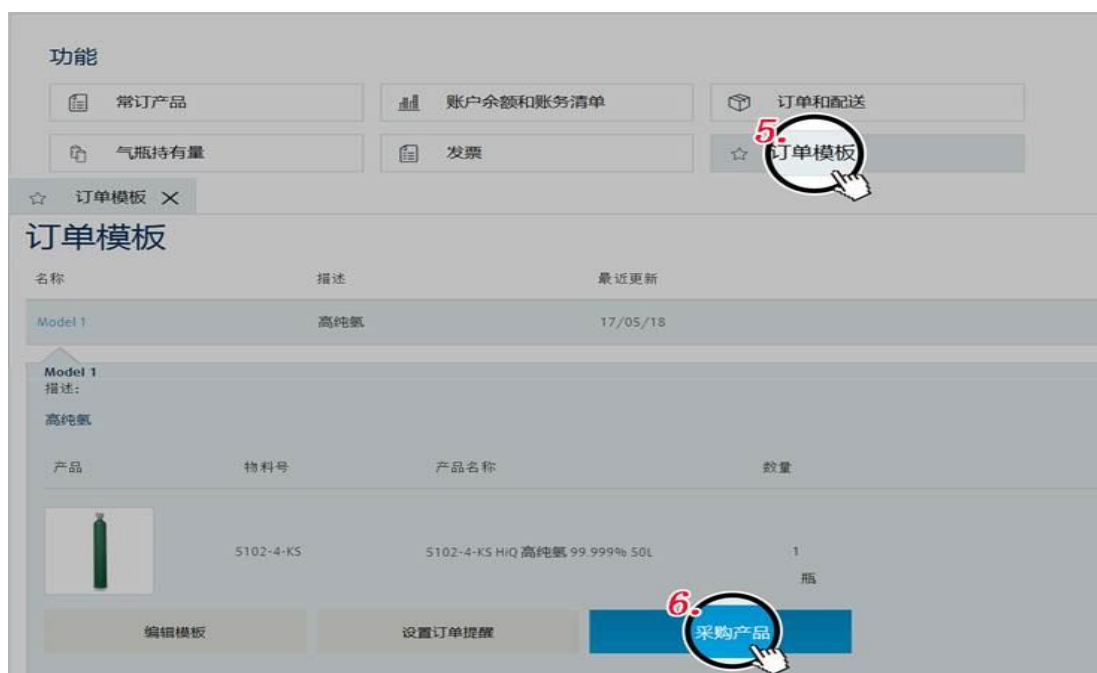 功能
常订产品 账户余额和账务清单 订单和配送
5.
气瓶持有量 发票 订单模板
订单模板
订单模板
名称 描述 最近更新
Model 1 高纯氢 17/05/18
Model 1
描述:
高纯氢
产品 物料号 产品名称 数量
5102-4-KS 5102-4-KS HiQ 高纯氢 99.999% 50L 1
瓶
6.
编辑模板 设置订单提醒 采购产品